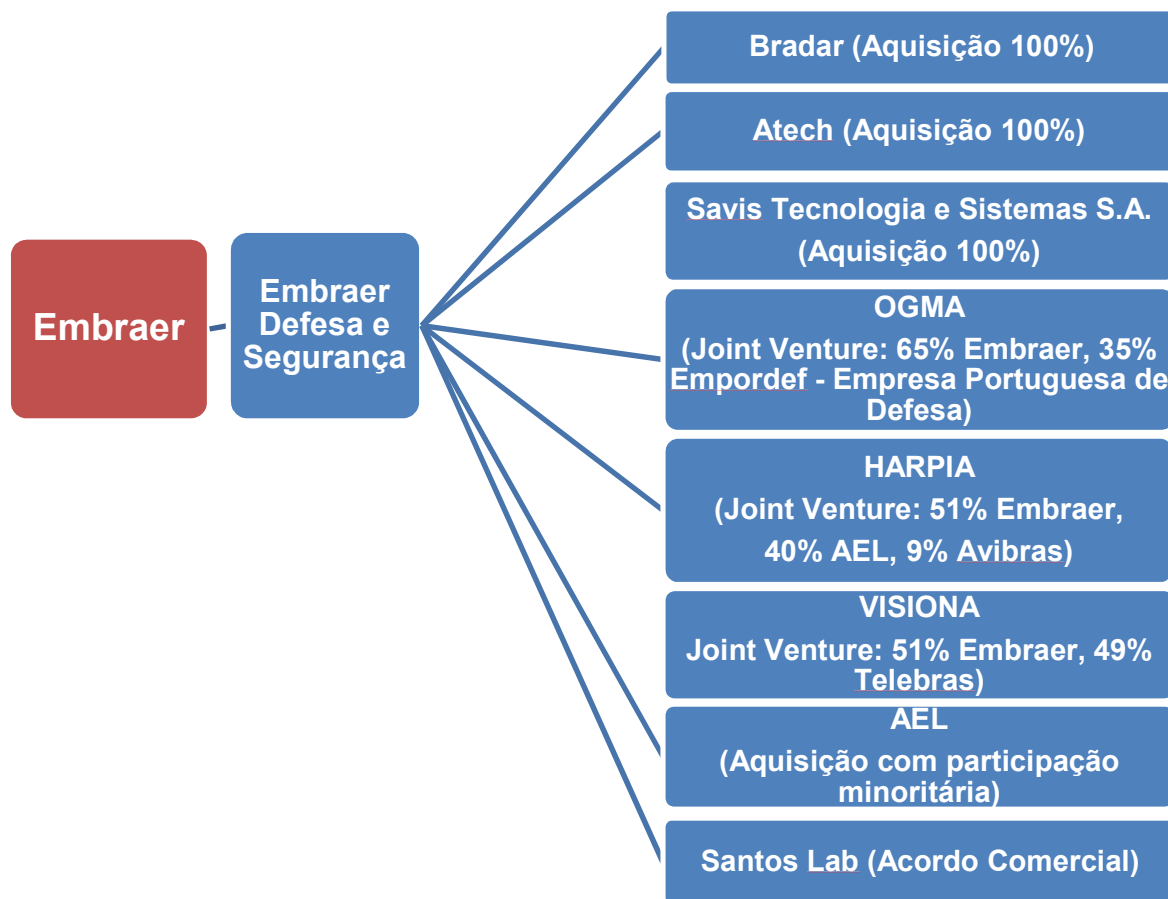 Embraer
Embraer
Defesa e
Segurança
Bradar (Aquisição 100%)
Atech (Aquisição 100%)
Savis Tecnologia e Sistemas S.A.
(Aquisição 100%)
OGMA
(Joint Venture: 65% Embraer, 35%
Empordef - Empresa Portuguesa de
Defesa)
HARPIA
(Joint Venture: 51% Embraer,
40% AEL, 9% Avibras)
VISIONA
Joint Venture: 51% Embraer, 49%
Telebras)
AEL
(Aquisição com participação
minoritária)
Santos Lab (Acordo Comercial)